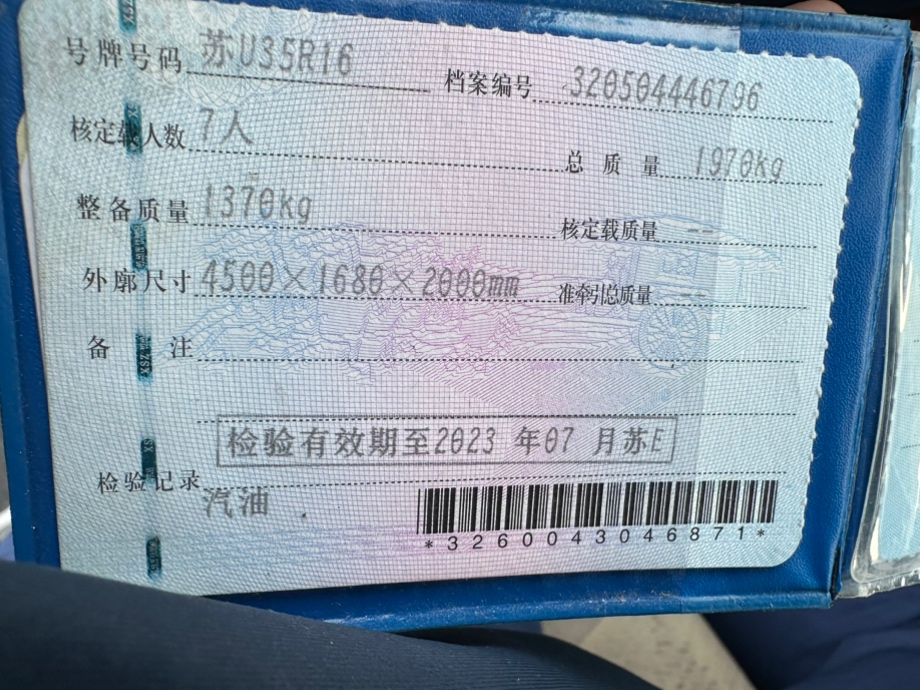 号牌号码 苏U35R16 档案编号 320504446796
核定载人数 7人 总质量 1970kg
整备质量 1370kg 核定载质量 --
外廓尺寸 4500×1680×2000mm 准牵引总质量 --
备注
检验有效期至2023 年07 月苏E
检验记录
汽油
*3260043046871*